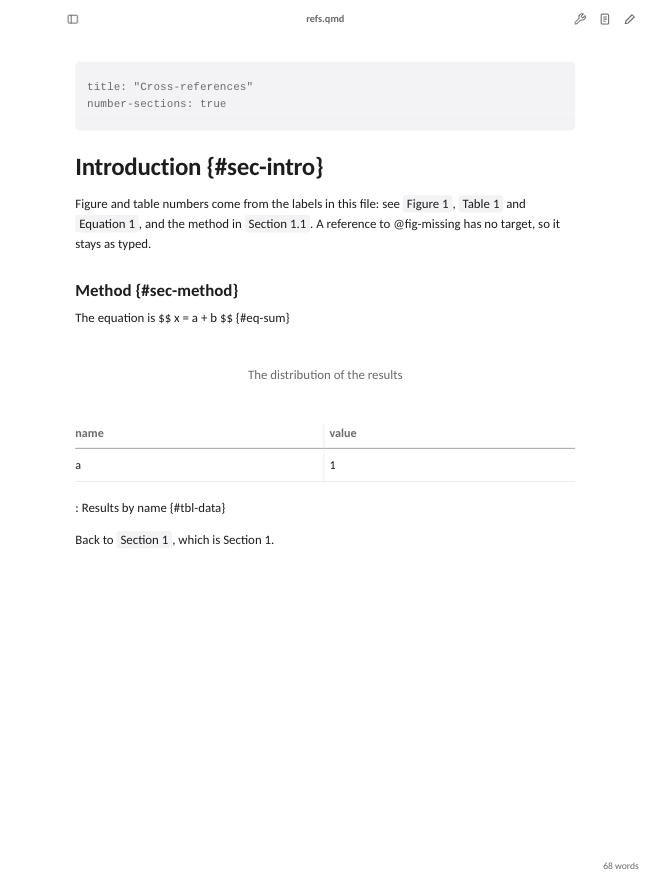 refs.qmd
title: "Cross-references"
number-sections: true
Introduction {#sec-intro}
Figure and table numbers come from the labels in this file: see Figure 1 , Table 1 and
Equation 1 , and the method in Section 1.1 . A reference to @fig-missing has no target, so it
stays as typed.
Method {#sec-method}
The equation is $$ x = a + b $$ {#eq-sum}
The distribution of the results
name value
a 1
: Results by name {#tbl-data}
Back to Section 1 , which is Section 1.
68 words